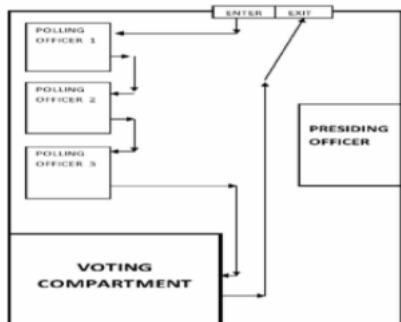 ENTER EXIT
POLLING
OFFICER 1
POLLING
OFFICER 2
POLLING
OFFICER 3
PRESIDING
OFFICER
VOTING
COMPARTMENT